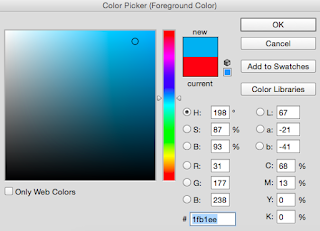 Color Picker (Foreground Color)
new
current
OK
Cancel
Add to Swatches
Color Libraries
Only Web Colors
H: 198 °
S: 87 %
B: 93 %
R: 31
G: 177
B: 238
# 1fb1ee
L: 67
a: -21
b: -41
C: 68 %
M: 13 %
Y: 0 %
K: 0 %